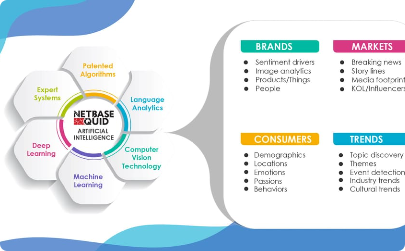 Patented
Algorithms
Expert
Systems
Language
Analytics
NETBASE
QUID
ARTIFICIAL
INTELLIGENCE
Deep
Learning
Computer
Vision
Technology
Machine
Learning
BRANDS
Sentiment drivers
Image analytics
Products/Things
People
MARKETS
Breaking news
Story lines
Media footprint
KOL/Influencers
CONSUMERS
Demographics
Locations
Emotions
Passions
Behaviors
TRENDS
Topic discovery
Themes
Event detection
Industry trends
Cultural trends